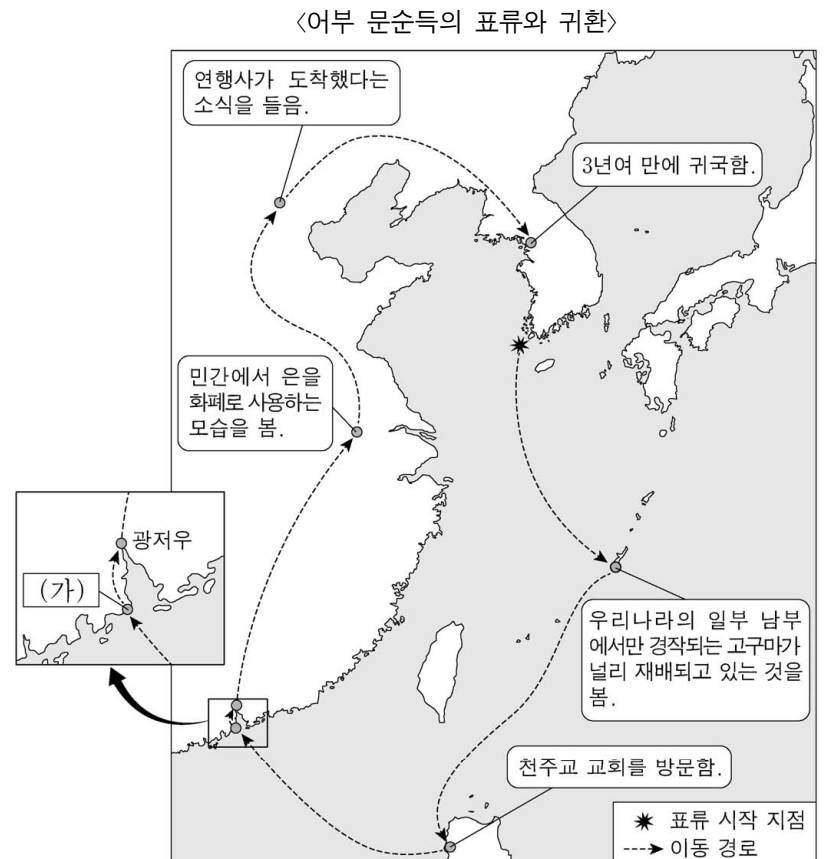 〈어부 문순득의 표류와 귀환〉
연행사가 도착했다는
소식을 들음.
3년여 만에 귀국함.
민간에서 은을
화폐로 사용하는
모습을 봄.
광저우
(가)
우리나라의 일부 남부
에서만 경작되는 고구마가
널리 재배되고 있는 것을
봄.
천주교 교회를 방문함.
표류 시작 지점
이동 경로